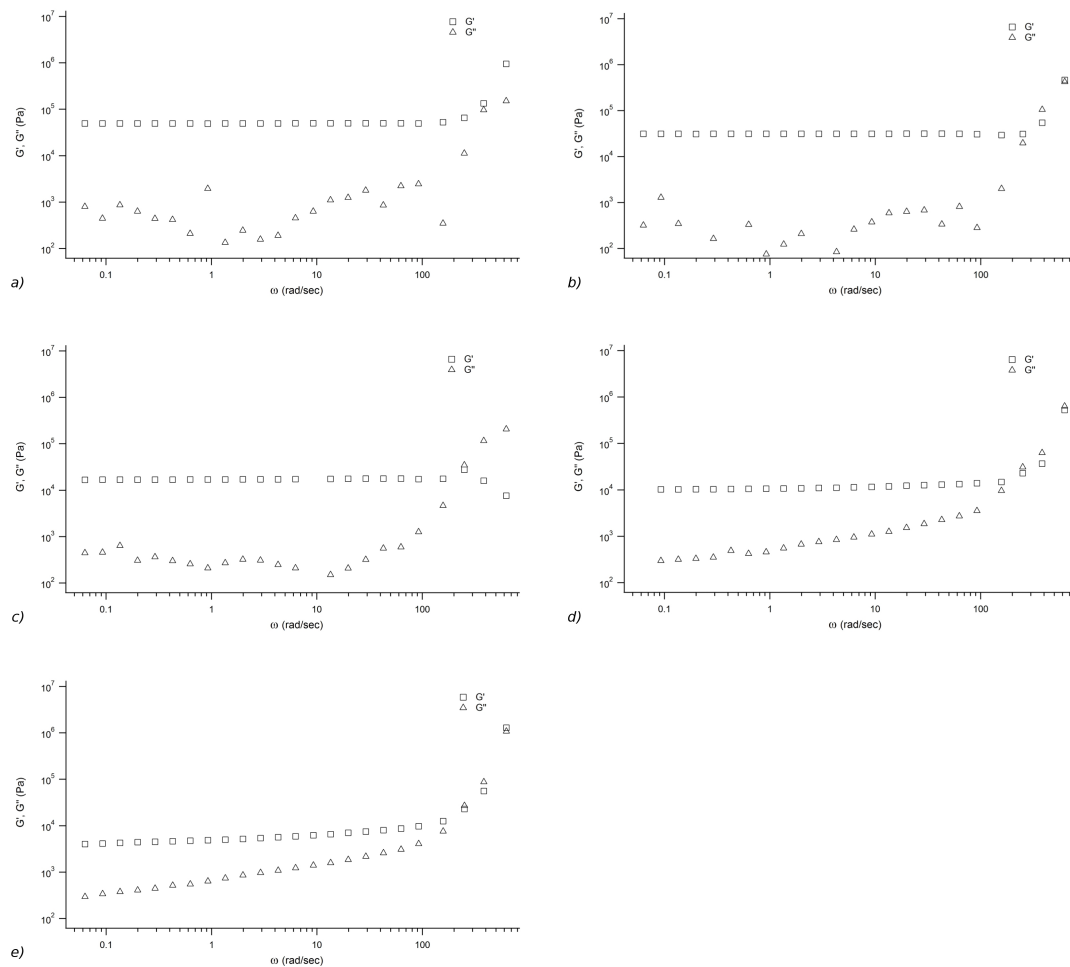 10⁷
10⁶
10⁵
10⁴
10³
10²
G', G'' (Pa)
G'
G''
0.1 1 10 100
ω (rad/sec)
a)
10⁷
10⁶
10⁵
10⁴
10³
10²
G', G'' (Pa)
G'
G''
0.1 1 10 100
ω (rad/sec)
b)
10⁷
10⁶
10⁵
10⁴
10³
10²
G', G'' (Pa)
G'
G''
0.1 1 10 100
ω (rad/sec)
c)
10⁷
10⁶
10⁵
10⁴
10³
10²
G', G'' (Pa)
G'
G''
0.1 1 10 100
ω (rad/sec)
d)
10⁷
10⁶
10⁵
10⁴
10³
10²
G', G'' (Pa)
G'
G''
0.1 1 10 100
ω (rad/sec)
e)